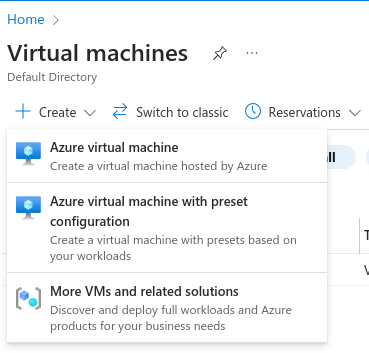 Home >
Virtual machines ...
Default Directory
+ Create Switch to classic Reservations
Azure virtual machine
Create a virtual machine hosted by Azure
Azure virtual machine with preset
configuration
Create a virtual machine with presets based on
your workloads
More VMs and related solutions
Discover and deploy full workloads and Azure
products for your business needs